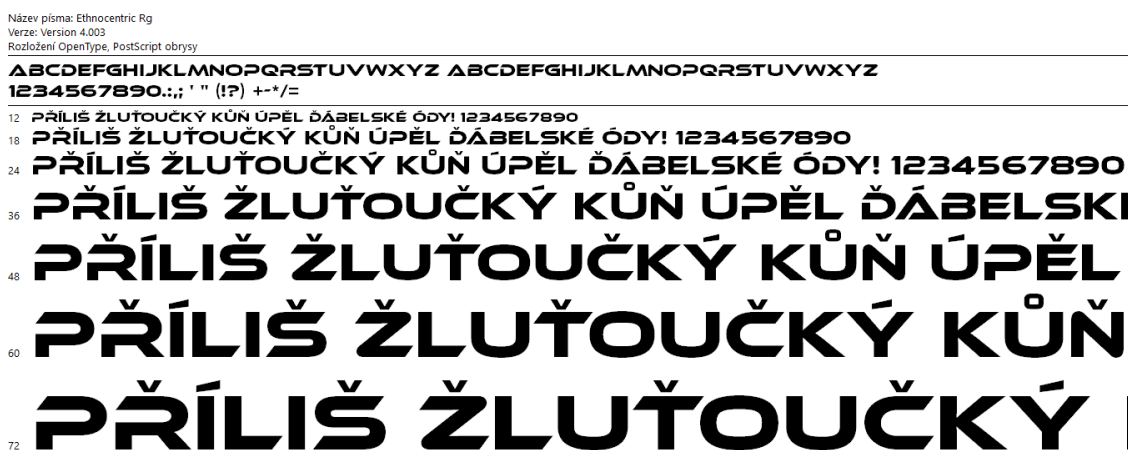 Název písma: Ethnocentric Rg
Verze: Version 4.003
Rozložení OpenType, PostScript obrysy
ABCDEFGHIJKLMNOPQRSTUVWXYZ ABCDEFGHIJKLMNOPQRSTUVWXYZ
1234567890.:,; ' " (!?) +-*/=
12 PŘÍLIŠ ŽLUŤOUČKÝ KŮŇ ÚPĚL ĎÁBELSKÉ ÓDY! 1234567890
18 PŘÍLIŠ ŽLUŤOUČKÝ KŮŇ ÚPĚL ĎÁBELSKÉ ÓDY! 1234567890
24 PŘÍLIŠ ŽLUŤOUČKÝ KŮŇ ÚPĚL ĎÁBELSKÉ ÓDY! 1234567890
36 PŘÍLIŠ ŽLUŤOUČKÝ KŮŇ ÚPĚL ĎÁBELSK
48 PŘÍLIŠ ŽLUŤOUČKÝ KŮŇ ÚPĚL
60 PŘÍLIŠ ŽLUŤOUČKÝ KŮŇ
72 PŘÍLIŠ ŽLUŤOUČKÝ